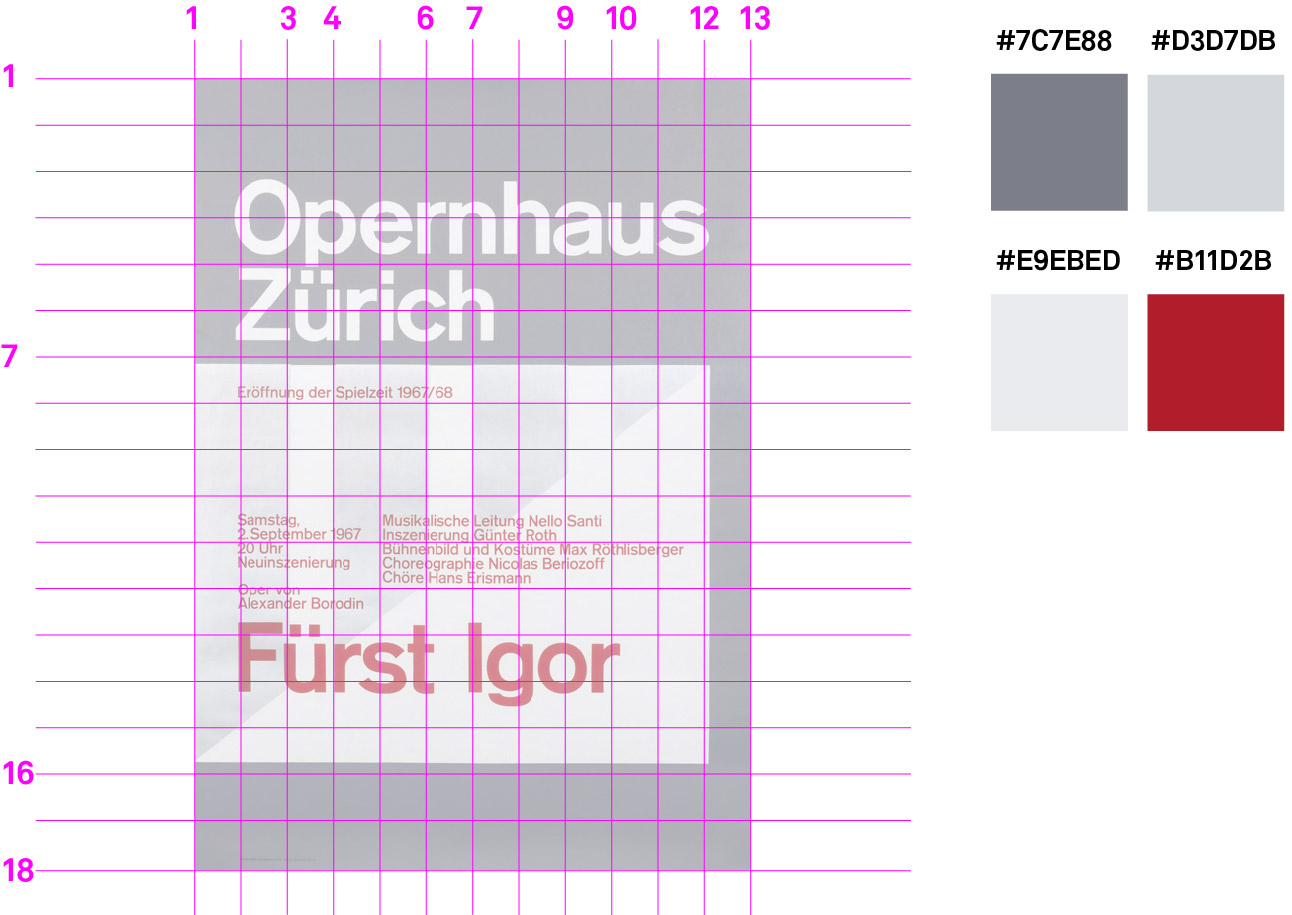 1 3 4 6 7 9 10 12 13
#7C7E88 #D3D7DB
1
Opernhaus
Zürich
#E9EBED #B11D2B
7
Eröffnung der Spielzeit 1967/68
Samstag,
2.September 1967
20 Uhr
Neuinszenierung
Oper von
Alexander Borodin
Musikalische Leitung Nello Santi
Inszenierung Günter Roth
Bühnenbild und Kostüme Max Röthlisberger
Choreographie Nicolas Beriozoff
Chöre Hans Erismann
Fürst Igor
16
18